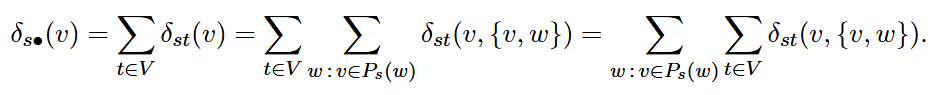 δ_{s•}(v) = ∑_{t∈V} δ_{st}(v) = ∑_{t∈V} ∑_{w : v∈P_s(w)} δ_{st}(v, {v, w}) = ∑_{w : v∈P_s(w)} ∑_{t∈V} δ_{st}(v, {v, w}).